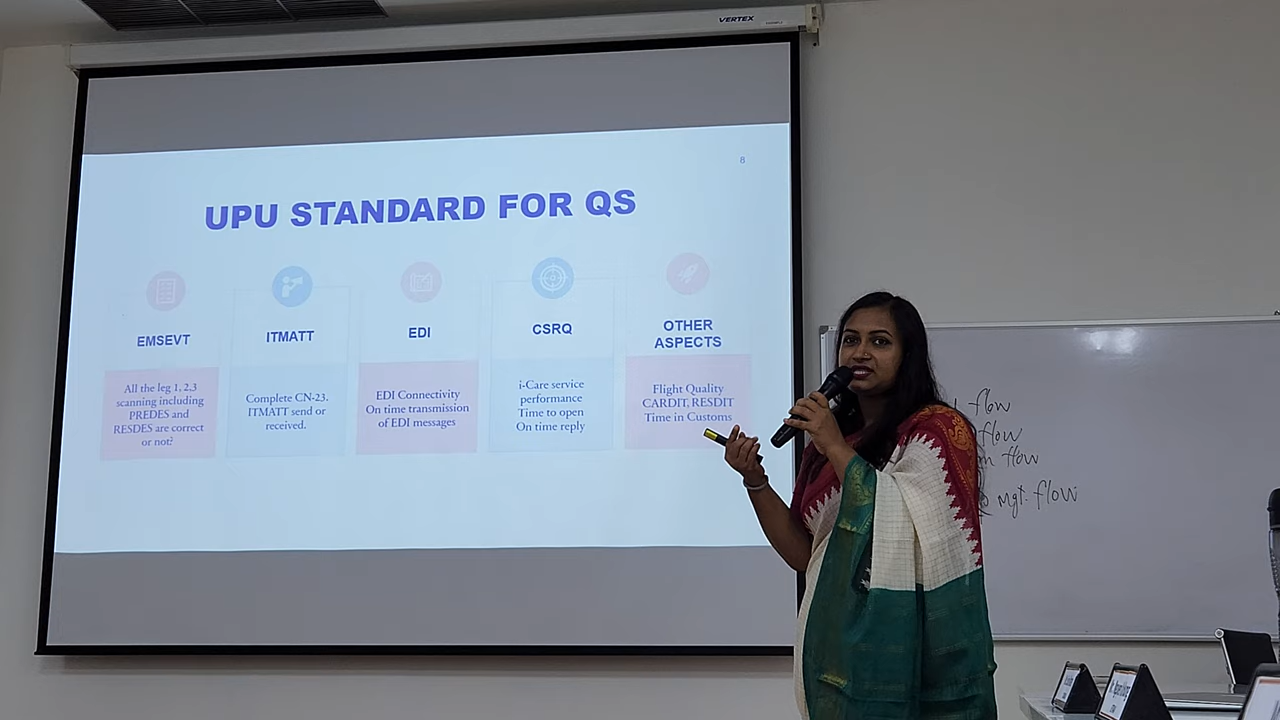 VERTEX
8
UPU STANDARD FOR QS
EMSEVT
All the leg 1, 2,3
scanning including
PREDES and
RESDES are correct
or not?
ITMATT
Complete CN-23.
ITMATT send or
received.
EDI
EDI Connectivity
On time transmission
of EDI messages
CSRQ
i-Care service
performance
Time to open
On time reply
OTHER
ASPECTS
Flight Quality
CARDIT, RESDIT
Time in Customs
flow
flow
flow
mgt. flow